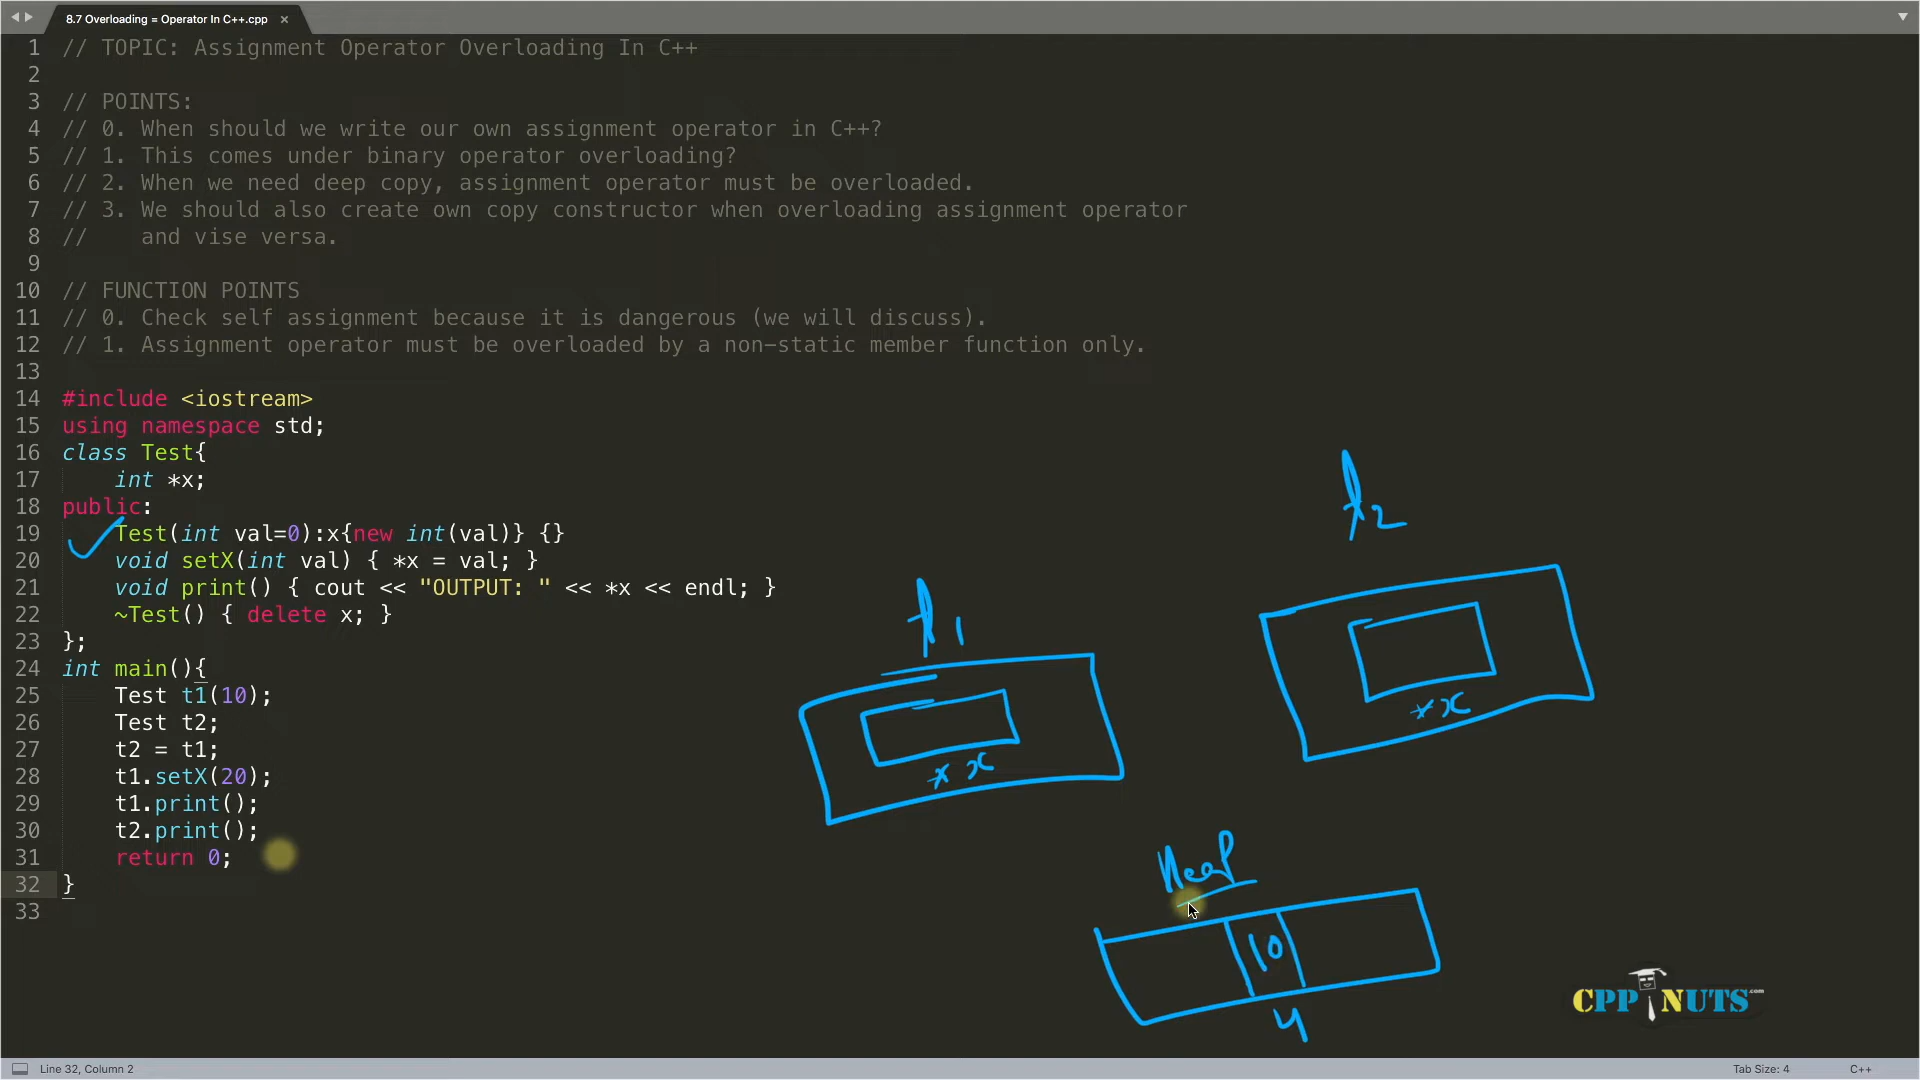 8.7 Overloading = Operator In C++.cpp ×
1 // TOPIC: Assignment Operator Overloading In C++
2
3 // POINTS:
4 // 0. When should we write our own assignment operator in C++?
5 // 1. This comes under binary operator overloading?
6 // 2. When we need deep copy, assignment operator must be overloaded.
7 // 3. We should also create own copy constructor when overloading assignment operator
8 //    and vise versa.
9
10 // FUNCTION POINTS
11 // 0. Check self assignment because it is dangerous (we will discuss).
12 // 1. Assignment operator must be overloaded by a non-static member function only.
13
14 #include <iostream>
15 using namespace std;
16 class Test{
17     int *x;
18 public:
19     Test(int val=0):x{new int(val)} {}
20     void setX(int val) { *x = val; }
21     void print() { cout << "OUTPUT: " << *x << endl; }
22     ~Test() { delete x; }
23 };
24 int main(){
25     Test t1(10);
26     Test t2;
27     t2 = t1;
28     t1.setX(20);
29     t1.print();
30     t2.print();
31     return 0;
32 }
33
t2
t1
*x
*x
Heap
10
4
CPP NUTS .com
Line 32, Column 2
Tab Size: 4
C++